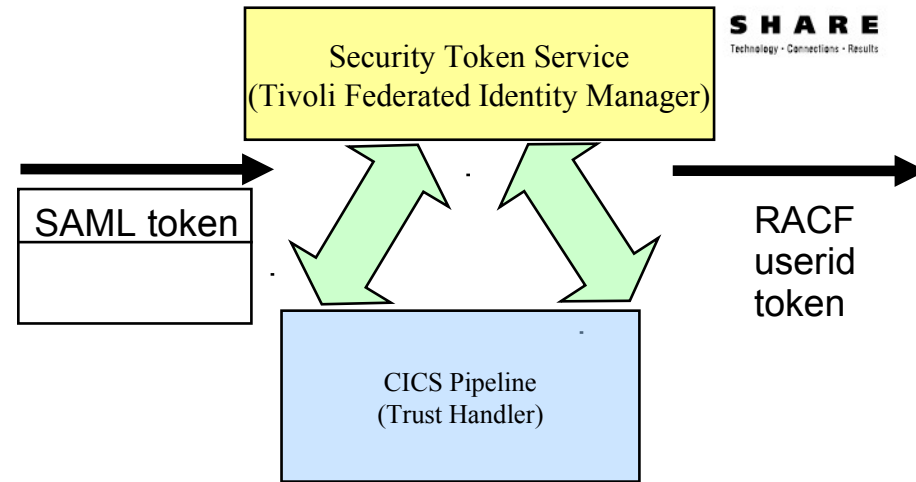 S H A R E
Technology · Connections · Results
Security Token Service
(Tivoli Federated Identity Manager)
SAML token
RACF
userid
token
CICS Pipeline
(Trust Handler)